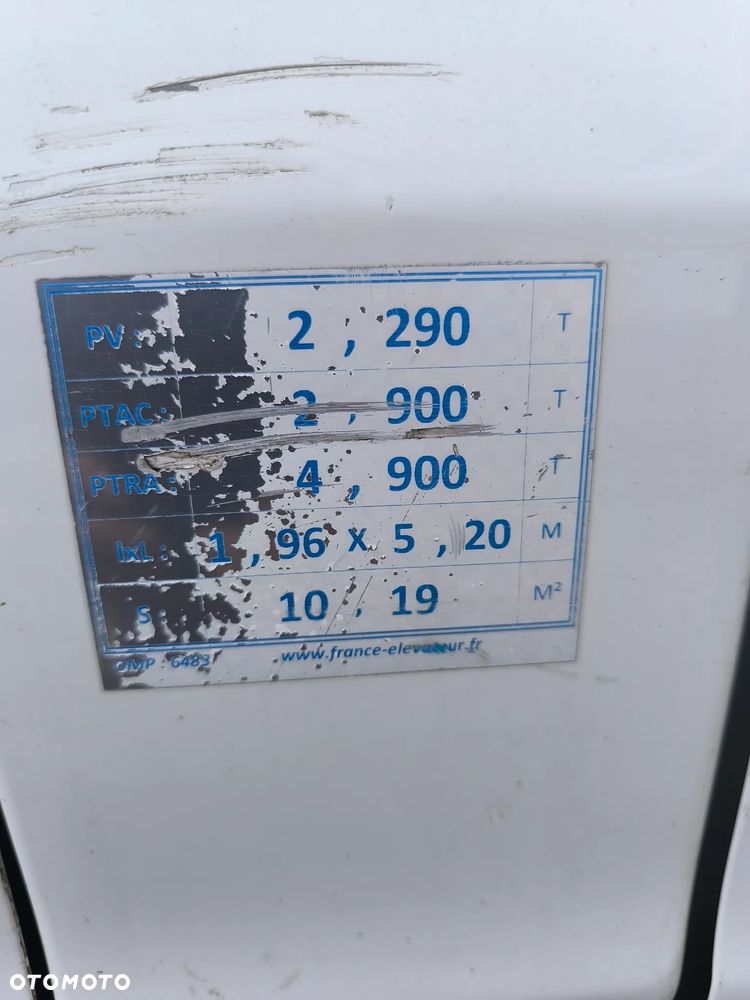 PV : 2 , 290 T
PTAC : 2 , 900 T
PTRA : 4 , 900 T
lxL : 1 , 96 x 5 , 20 M
S : 10 , 19 M²
OMP : 6483 www.france-elevateur.fr
OTOMOTO